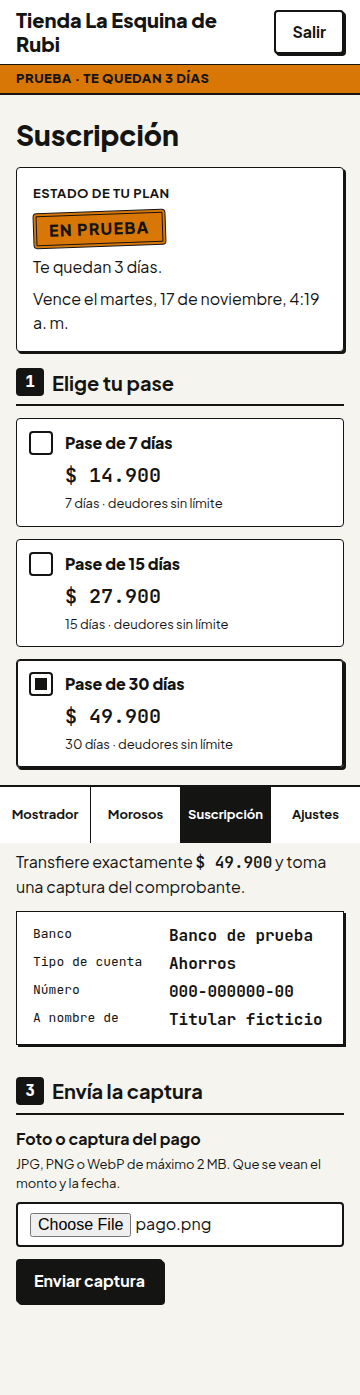 Tienda La Esquina de
Rubi
Salir
PRUEBA · TE QUEDAN 3 DÍAS
Suscripción
ESTADO DE TU PLAN
EN PRUEBA
Te quedan 3 días.
Vence el martes, 17 de noviembre, 4:19
a. m.
1 Elige tu pase
Pase de 7 días
$ 14.900
7 días · deudores sin límite
Pase de 15 días
$ 27.900
15 días · deudores sin límite
Pase de 30 días
$ 49.900
30 días · deudores sin límite
Mostrador Morosos Suscripción Ajustes
Transfiere exactamente $ 49.900 y toma
una captura del comprobante.
Banco Banco de prueba
Tipo de cuenta Ahorros
Número 000-000000-00
A nombre de Titular ficticio
3 Envía la captura
Foto o captura del pago
JPG, PNG o WebP de máximo 2 MB. Que se vean el
monto y la fecha.
Choose File pago.png
Enviar captura